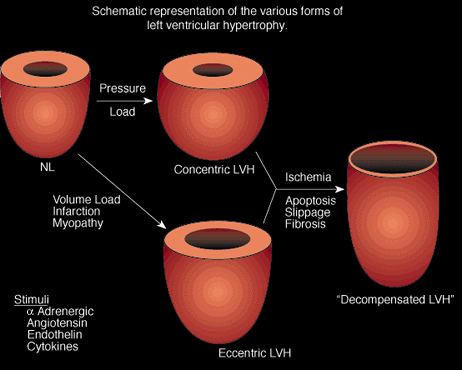 Schematic representation of the various forms of
left ventricular hypertrophy.
Pressure
Load
NL
Concentric LVH
Volume Load
Infarction
Myopathy
Ischemia
Apoptosis
Slippage
Fibrosis
Eccentric LVH
“Decompensated LVH”
Stimuli
α Adrenergic
Angiotensin
Endothelin
Cytokines